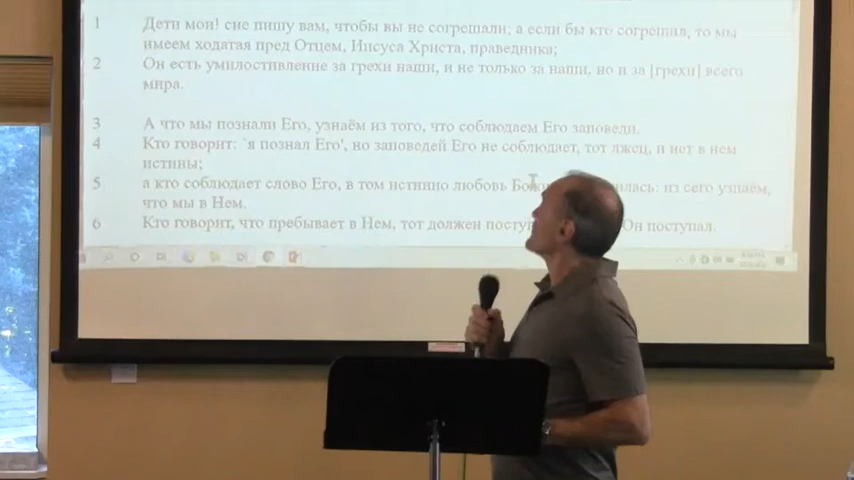 1 Дети мои! сие пишу вам, чтобы вы не согрешали; а если бы кто согрешил, то мы
имеем ходатая пред Отцем, Иисуса Христа, праведника;
2 Он есть умилостивление за грехи наши, и не только за наши, но и за [грехи] всего
мира.
3 А что мы познали Его, узнаём из того, что соблюдаем Его заповеди.
4 Кто говорит: `я познал Его', но заповедей Его не соблюдает, тот лжец, и нет в нем
истины;
5 а кто соблюдает слово Его, в том истинно любовь из сего узнаем,
что мы в Нем.
6 Кто говорит, что пребывает в Нем, тот должен Он поступал.